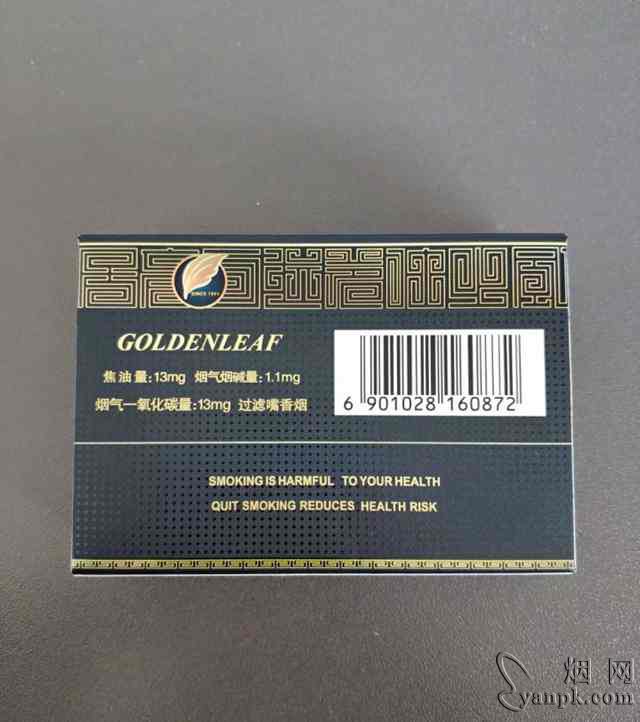 SINCE 1961
GOLDENLEAF
焦油量:13mg 烟气烟碱量:1.1mg
烟气一氧化碳量:13mg 过滤嘴香烟
6 901028 160872
SMOKING IS HARMFUL TO YOUR HEALTH
QUIT SMOKING REDUCES HEALTH RISK
烟网
yanpk.com